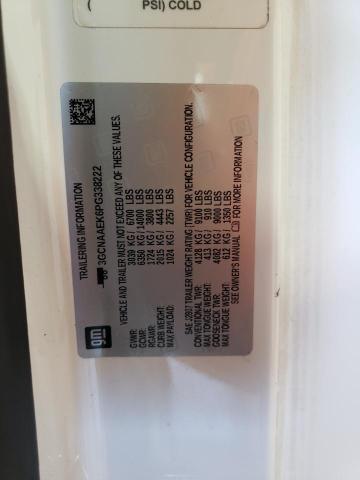 PSI) COLD
TRAILERING INFORMATION
3GCNAAEK6PG338222
VEHICLE AND TRAILER MUST NOT EXCEED ANY OF THESE VALUES.
GVWR: 3039 KG / 6700 LBS
GCWR: 6350 KG / 14000 LBS
RGAWR: 1724 KG / 3800 LBS
CURB WEIGHT: 2015 KG / 4443 LBS
MAX PAYLOAD: 1024 KG / 2257 LBS
SAE J2807 TRAILER WEIGHT RATING (TWR) FOR VEHICLE CONFIGURATION.
CONVENTIONAL TWR: 4128 KG / 9100 LBS
MAX TONGUE WEIGHT: 413 KG / 910 LBS
GOOSENECK TWR: 4082 KG / 9000 LBS
MAX TONGUE WEIGHT: 612 KG / 1350 LBS
SEE OWNER'S MANUAL FOR MORE INFORMATION
gm